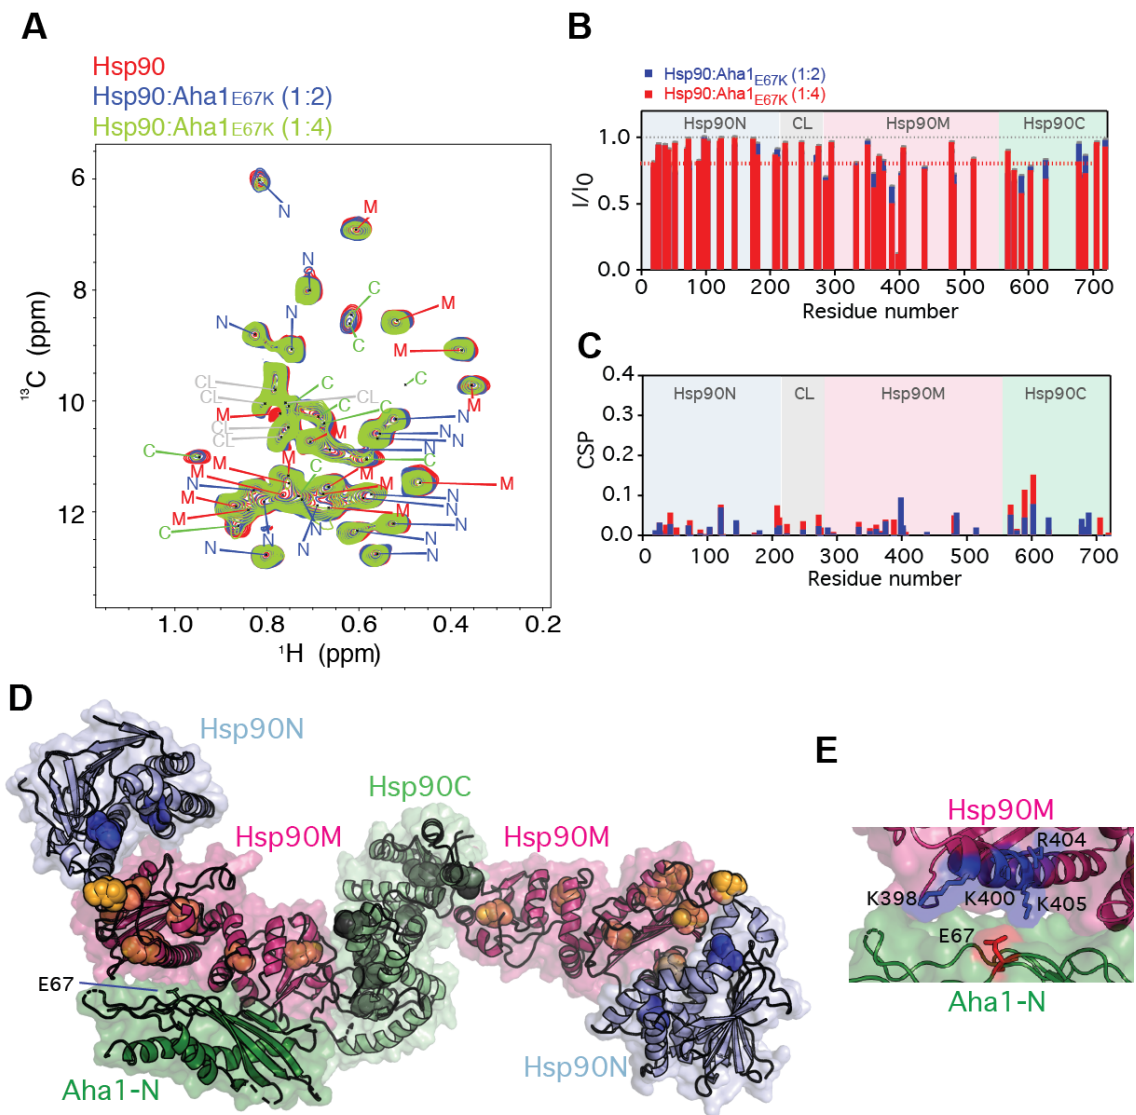 A
Hsp90
Hsp90:Aha1E67K (1:2)
Hsp90:Aha1E67K (1:4)
6
8
10
12
¹³C (ppm)
1.0 0.8 0.6 0.4 0.2
¹H (ppm)
N
M
N
N
N
C
C
M
M
C
M
CL
CL
C
CL
M
C
CL
CL
M
N
N
N
C
M
M
M
C
M
C
M
N
M
M
N
M
M
N
N
C
N
N
N
N
N
B
Hsp90:Aha1E67K (1:2)
Hsp90:Aha1E67K (1:4)
Hsp90N CL Hsp90M Hsp90C
1.0
0.5
0.0
I/I0
0 100 200 300 400 500 600 700
Residue number
C
0.4
0.3
0.2
0.1
0.0
CSP
Hsp90N CL Hsp90M Hsp90C
0 100 200 300 400 500 600 700
Residue number
D
Hsp90N
Hsp90C
Hsp90M
Hsp90M
E67
Hsp90N
Aha1-N
E
Hsp90M
R404
K398
K400
K405
E67
Aha1-N